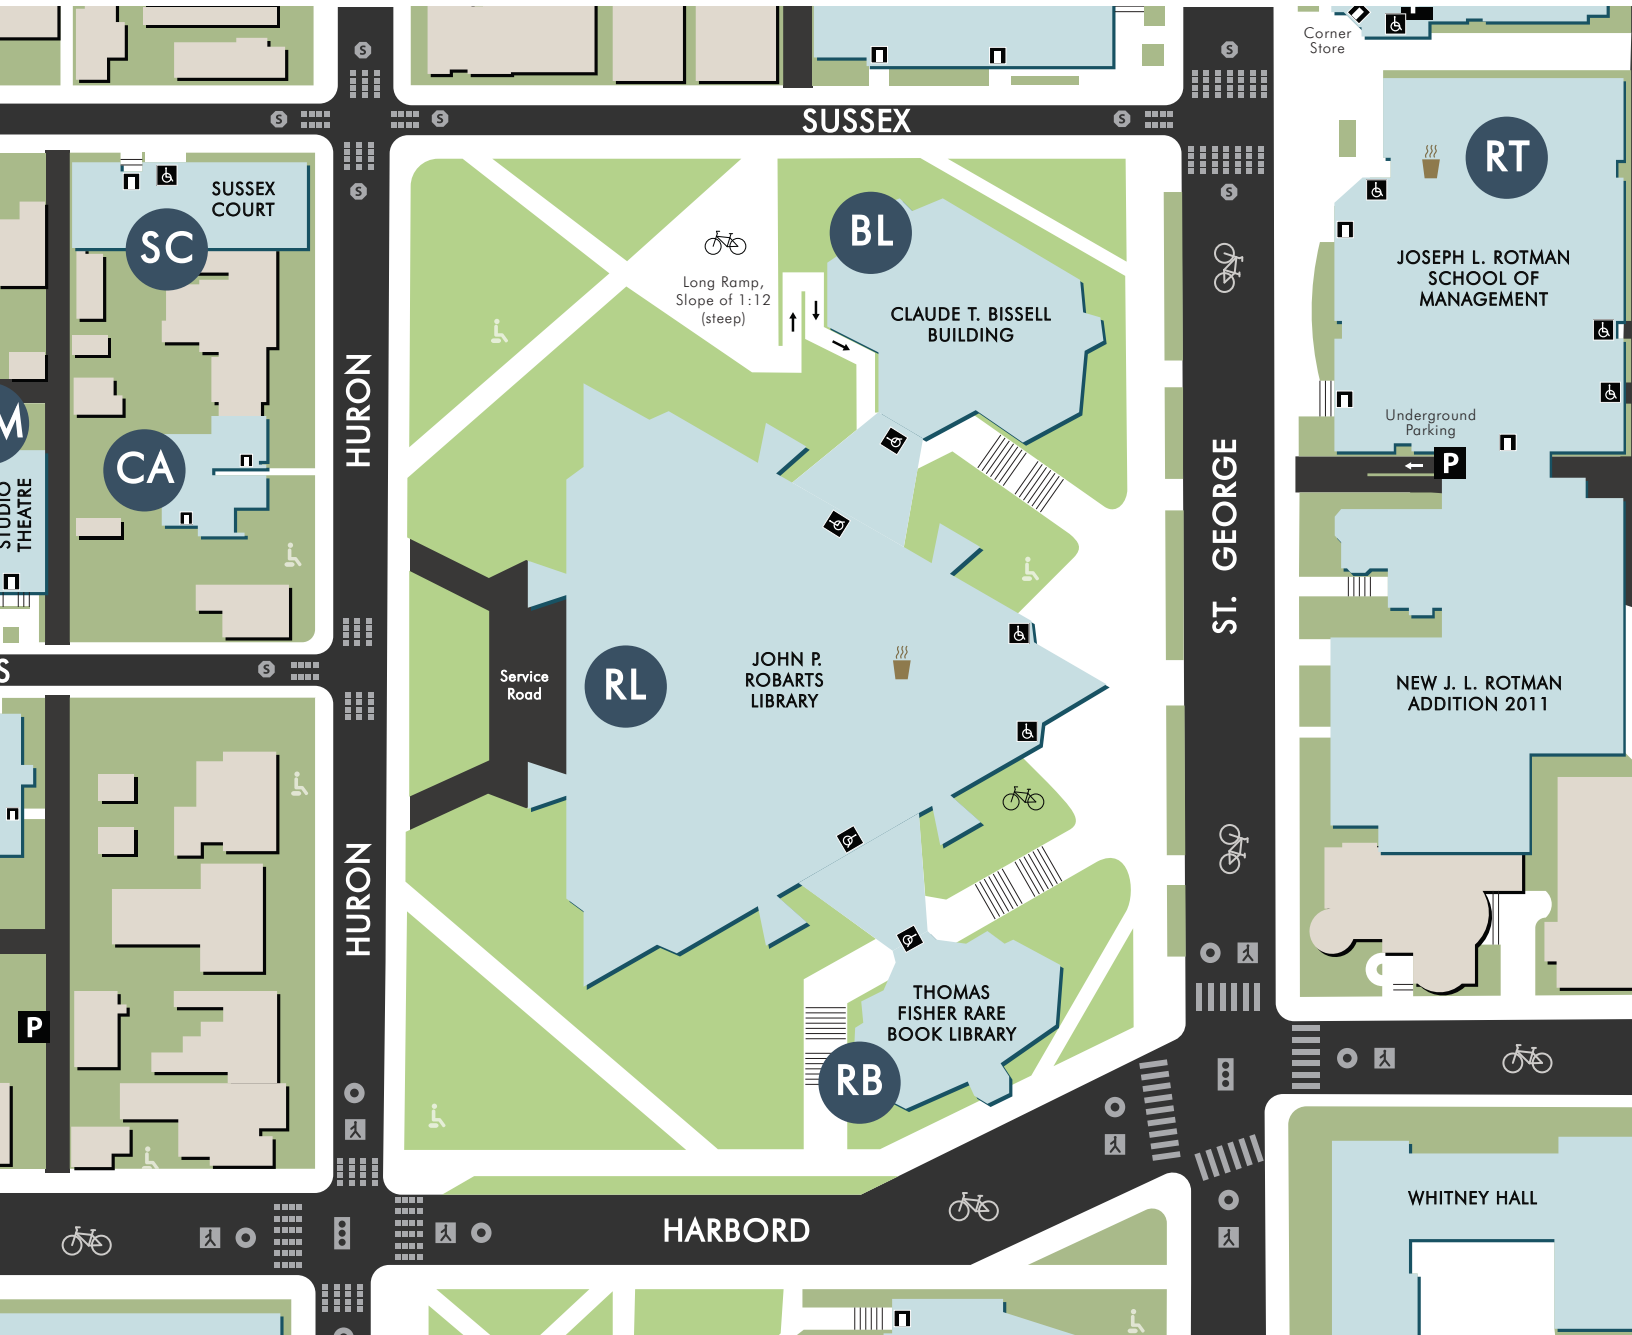 Corner
Store
S
S
SUSSEX
S
S
S
S
S
RT
SUSSEX
COURT
SC
BL
JOSEPH L. ROTMAN
SCHOOL OF
MANAGEMENT
Long Ramp,
Slope of 1:12
(steep)
CLAUDE T. BISSELL
BUILDING
HURON
M
CA
STUDIO
THEATRE
ST. GEORGE
Underground
Parking
P
S
S
Service
Road
RL
JOHN P.
ROBARTS
LIBRARY
NEW J. L. ROTMAN
ADDITION 2011
HURON
P
THOMAS
FISHER RARE
BOOK LIBRARY
RB
WHITNEY HALL
HARBORD